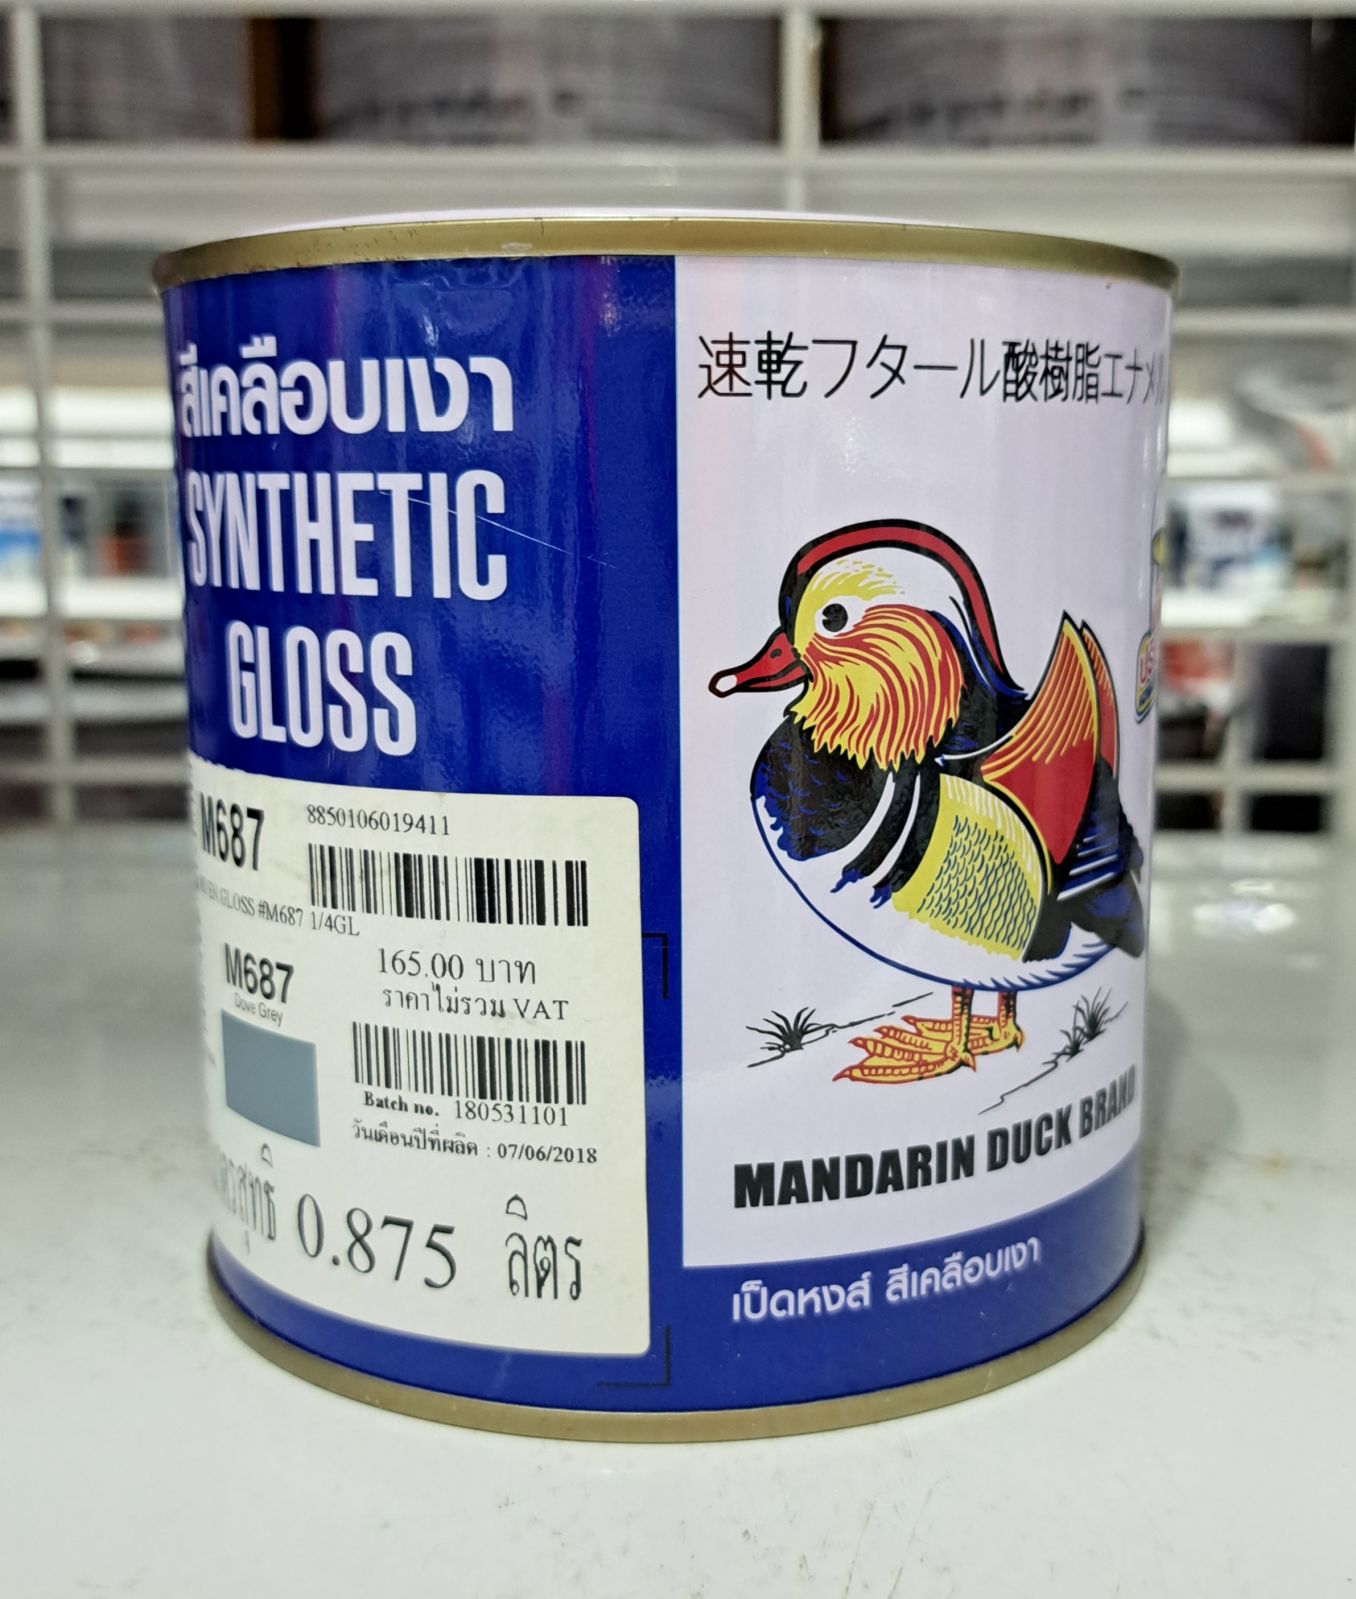 สีเคลือบเงา
SYNTHETIC
GLOSS
M687
8850106019411
GLOSS #M687 1/4GL
M687
Dove Grey
165.00 บาท
ราคาไม่รวม VAT
Batch no. 180531101
วันเดือนปีที่ผลิต : 07/06/2018
0.875 ลิตร
速乾フタール酸樹脂エナメル
MANDARIN DUCK BRAND
เป็ดหงส์ สีเคลือบเงา